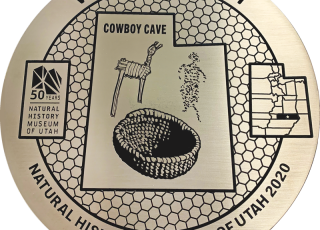 COWBOY CAVE
50 YEARS
NATURAL
HISTORY
MUSEUM
OF UTAH
NATURAL HIS
OF UTAH 2020